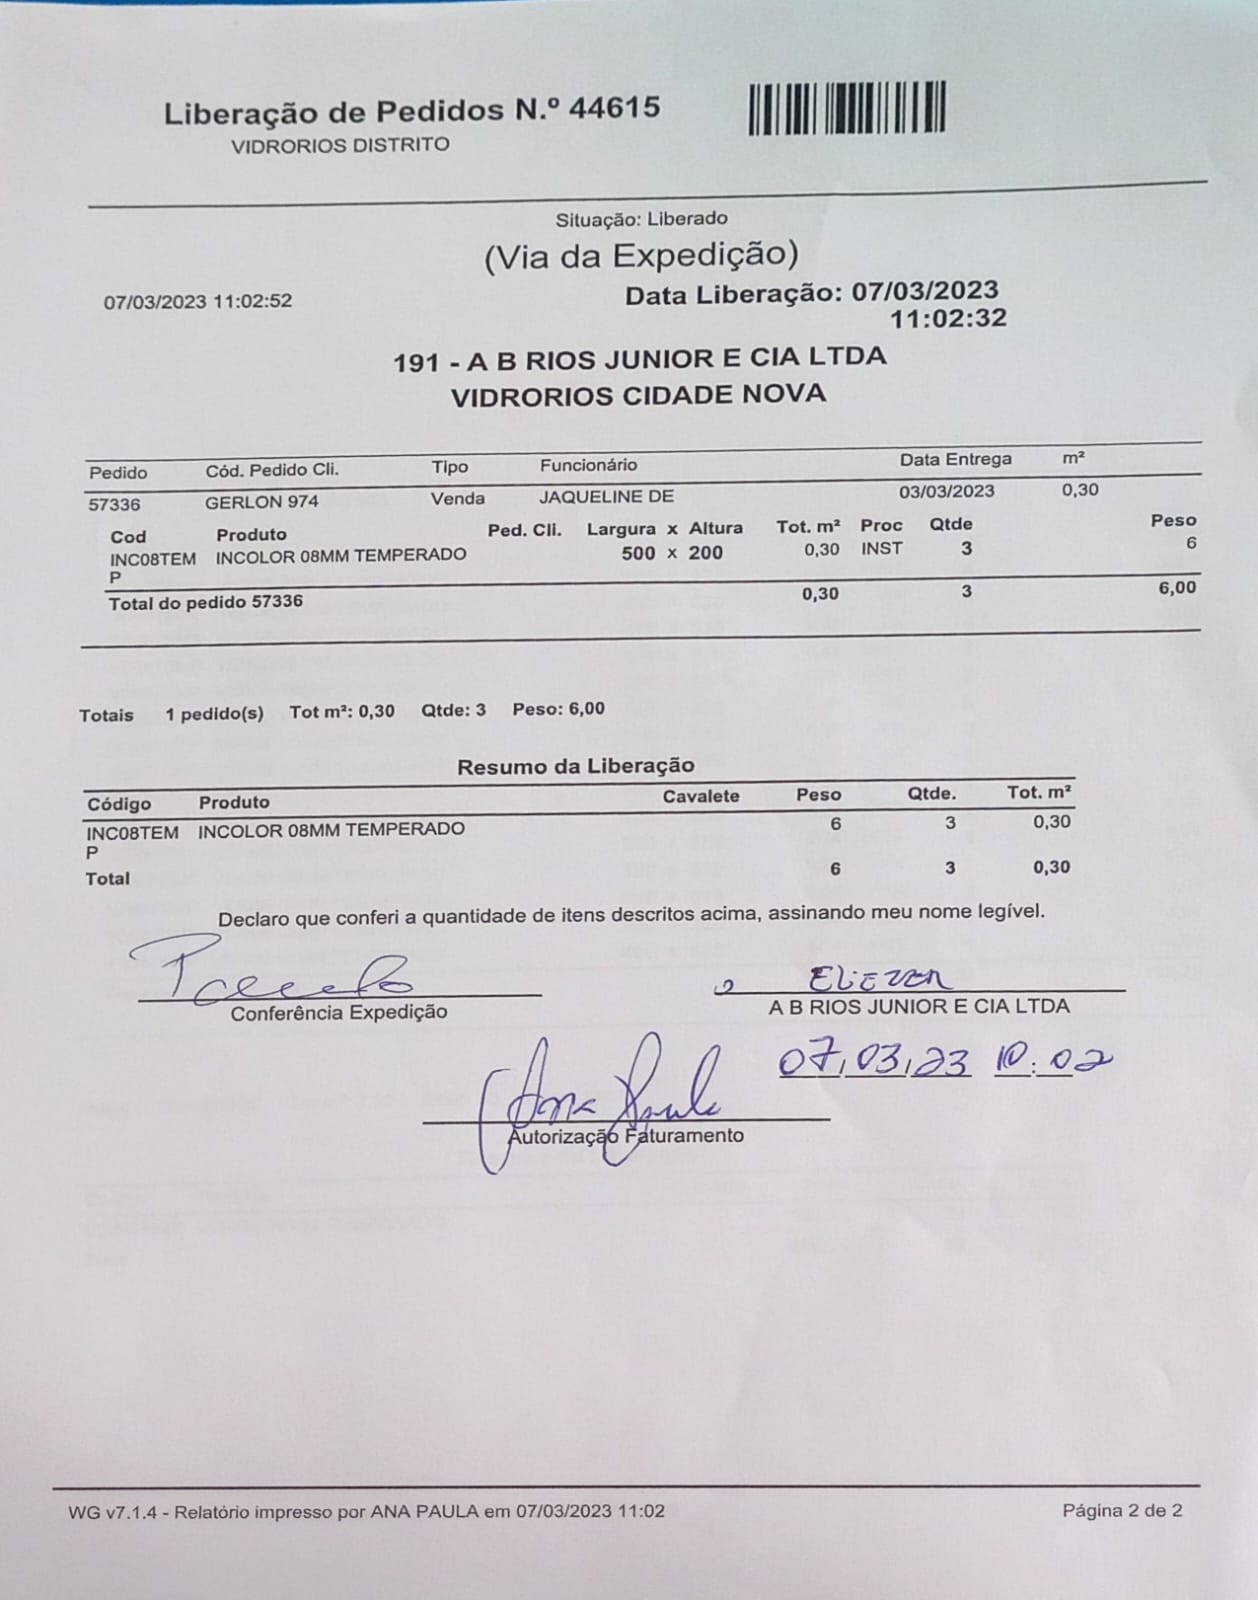 Liberação de Pedidos N.º 44615
VIDRORIOS DISTRITO
Situação: Liberado
(Via da Expedição)
07/03/2023 11:02:52
Data Liberação: 07/03/2023
11:02:32
191 - A B RIOS JUNIOR E CIA LTDA
VIDRORIOS CIDADE NOVA
Pedido Cód. Pedido Cli. Tipo Funcionário Data Entrega m²
57336 GERLON 974 Venda JAQUELINE DE 03/03/2023 0,30
Cod Produto Ped. Cli. Largura x Altura Tot. m² Proc Qtde Peso
INC08TEM INCOLOR 08MM TEMPERADO 500 x 200 0,30 INST 3 6
P
Total do pedido 57336 0,30 3 6,00
Totais 1 pedido(s) Tot m²: 0,30 Qtde: 3 Peso: 6,00
Resumo da Liberação
Código Produto Cavalete Peso Qtde. Tot. m²
INC08TEM INCOLOR 08MM TEMPERADO 6 3 0,30
P
Total 6 3 0,30
Declaro que conferi a quantidade de itens descritos acima, assinando meu nome legível.
ELiEZER
Conferência Expedição A B RIOS JUNIOR E CIA LTDA
07,03,23 10:02
Ana Paula
Autorização Faturamento
WG v7.1.4 - Relatório impresso por ANA PAULA em 07/03/2023 11:02 Página 2 de 2